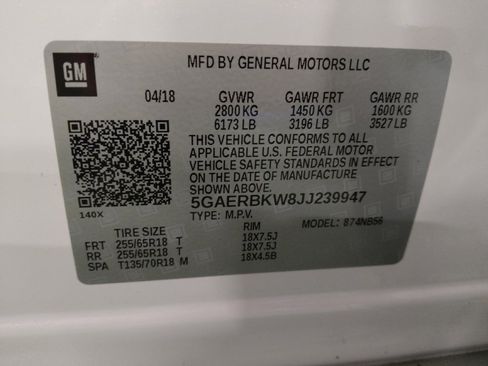 GM
MFD BY GENERAL MOTORS LLC
04/18 GVWR GAWR FRT GAWR RR
2800 KG 1450 KG 1600 KG
6173 LB 3196 LB 3527 LB
THIS VEHICLE CONFORMS TO ALL
APPLICABLE U.S. FEDERAL MOTOR
VEHICLE SAFETY STANDARDS IN EFFECT
ON THE DATE OF MANUFACTURE
SHOWN ABOVE.
5GAERBKW8JJ239947
140X
TYPE: M.P.V. MODEL: 874NB56
TIRE SIZE RIM
FRT 255/65R18 T 18X7.5J
RR 255/65R18 T 18X7.5J
SPA T135/70R18 M 18X4.5B